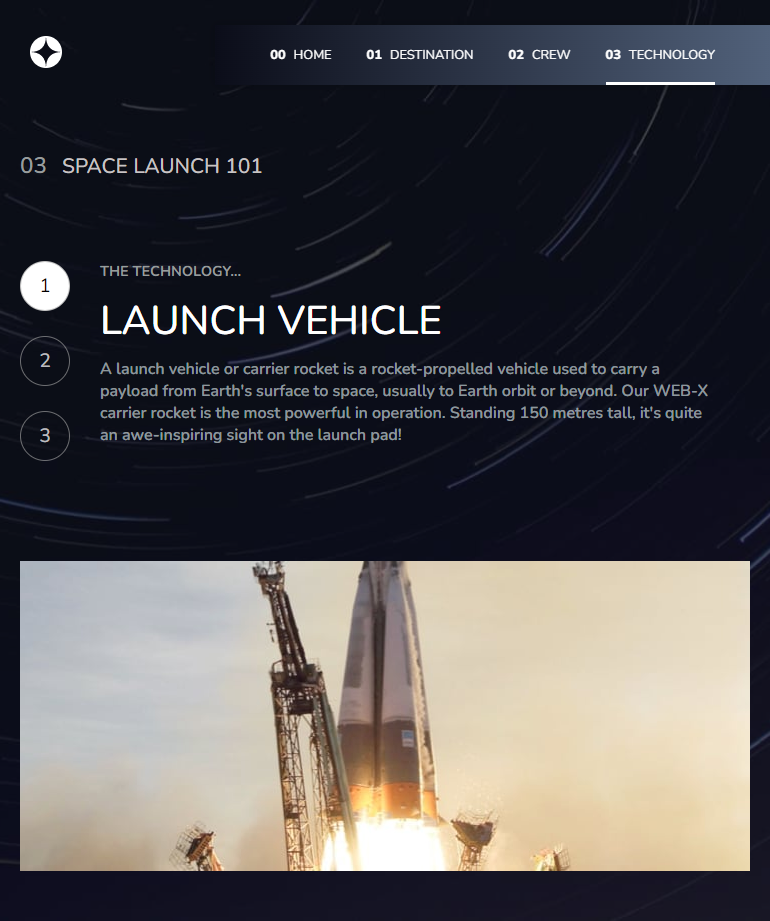 00 HOME 01 DESTINATION 02 CREW 03 TECHNOLOGY
03 SPACE LAUNCH 101
1
THE TECHNOLOGY...
LAUNCH VEHICLE
2
A launch vehicle or carrier rocket is a rocket-propelled vehicle used to carry a
payload from Earth's surface to space, usually to Earth orbit or beyond. Our WEB-X
carrier rocket is the most powerful in operation. Standing 150 metres tall, it's quite
an awe-inspiring sight on the launch pad!
3